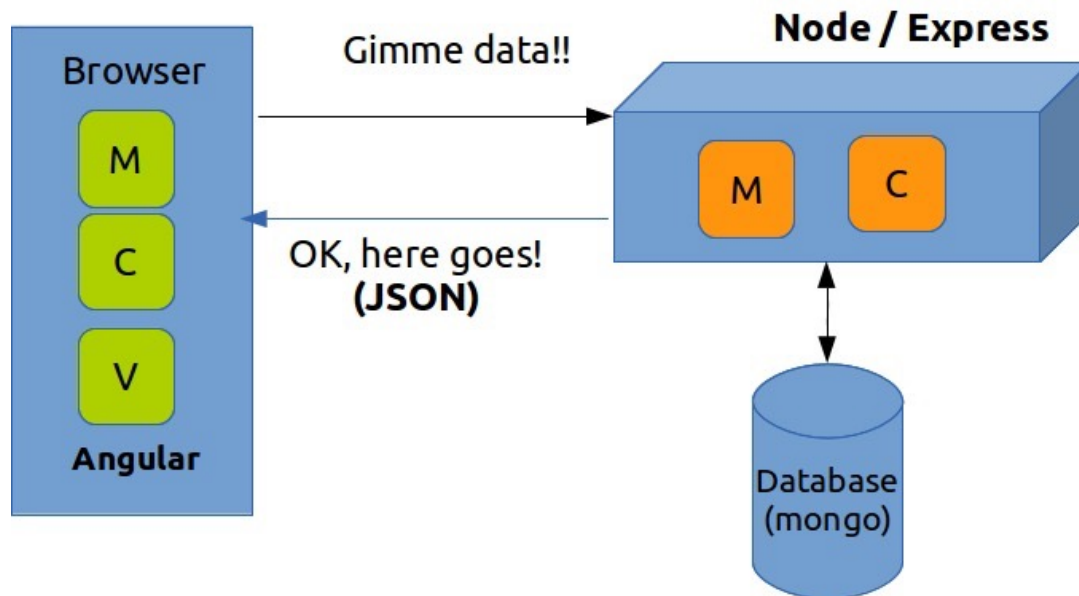 Browser
M
C
V
Angular
Gimme data!!
OK, here goes!
(JSON)
Node / Express
M
C
Database
(mongo)